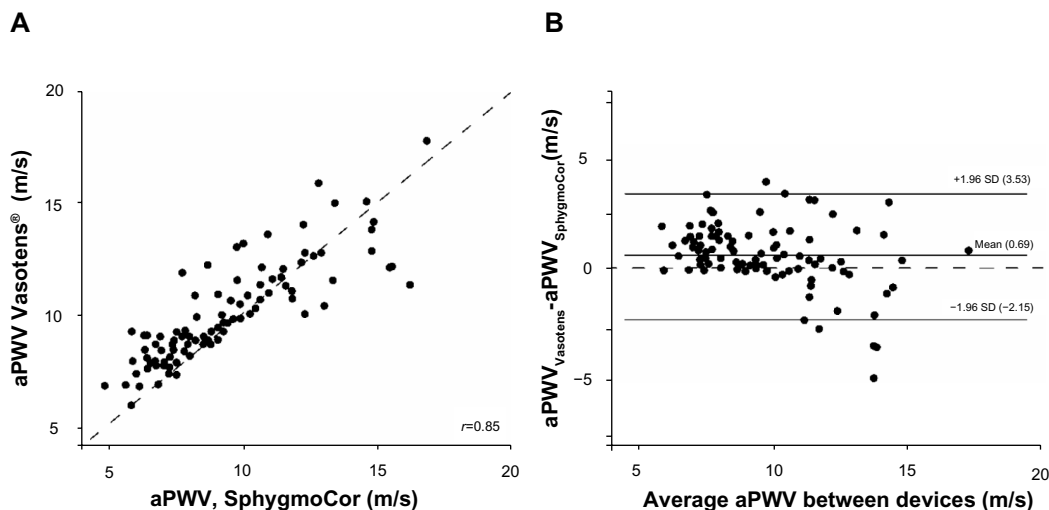 A
20
15
10
5
aPWV Vasotens® (m/s)
r=0.85
5
10
15
20
aPWV, SphygmoCor (m/s)
B
5
0
−5
aPWVVasotens-aPWVSphygmoCor(m/s)
+1.96 SD (3.53)
Mean (0.69)
−1.96 SD (−2.15)
5
10
15
20
Average aPWV between devices (m/s)